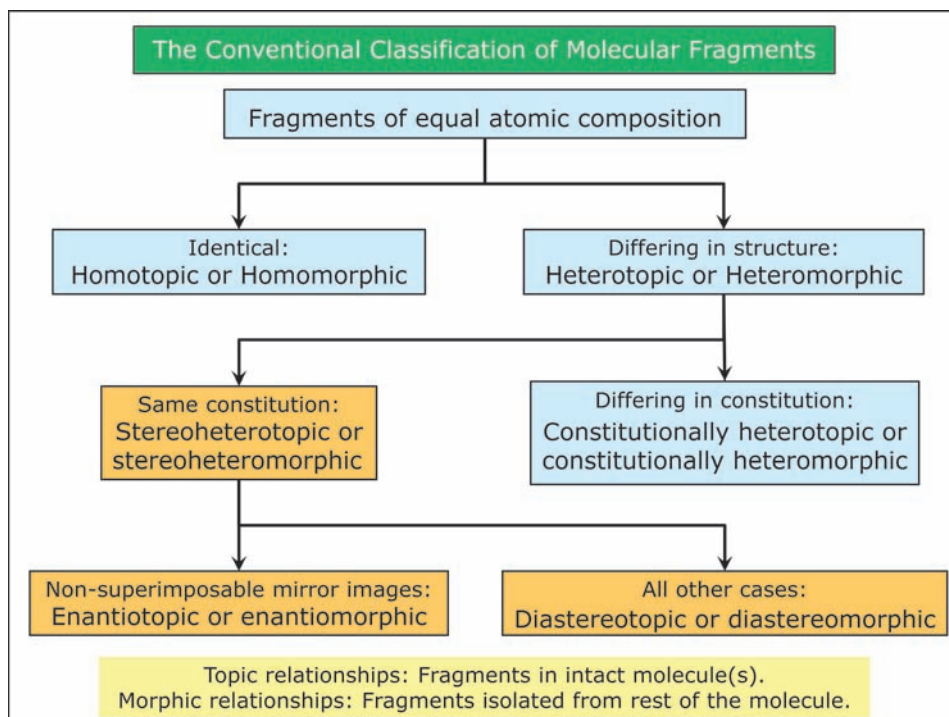 The Conventional Classification of Molecular Fragments
Fragments of equal atomic composition
Identical:
Homotopic or Homomorphic
Differing in structure:
Heterotopic or Heteromorphic
Same constitution:
Stereoheterotopic or
stereoheteromorphic
Differing in constitution:
Constitutionally heterotopic or
constitutionally heteromorphic
Non-superimposable mirror images:
Enantiotopic or enantiomorphic
All other cases:
Diastereotopic or diastereomorphic
Topic relationships: Fragments in intact molecule(s).
Morphic relationships: Fragments isolated from rest of the molecule.